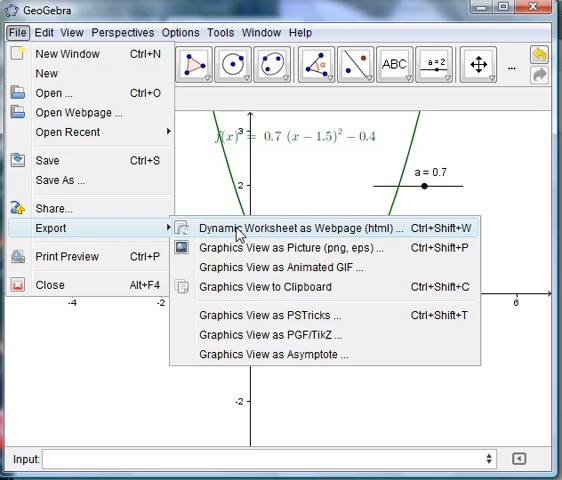 GeoGebra
File Edit View Perspectives Options Tools Window Help
New Window Ctrl+N
New
Open ... Ctrl+O
Open Webpage ...
Open Recent
Save Ctrl+S
Save As ...
Share...
Export
Print Preview Ctrl+P
Close Alt+F4
Dynamic Worksheet as Webpage (html) ... Ctrl+Shift+W
Graphics View as Picture (png, eps) ... Ctrl+Shift+P
Graphics View as Animated GIF ...
Graphics View to Clipboard Ctrl+Shift+C
Graphics View as PSTricks ... Ctrl+Shift+T
Graphics View as PGF/TikZ ...
Graphics View as Asymptote ...
ABC
a = 2
...
3
f(x) = 0.7 (x − 1.5)² − 0.4
a = 0.7
2
-4 -2 6
-2
Input: